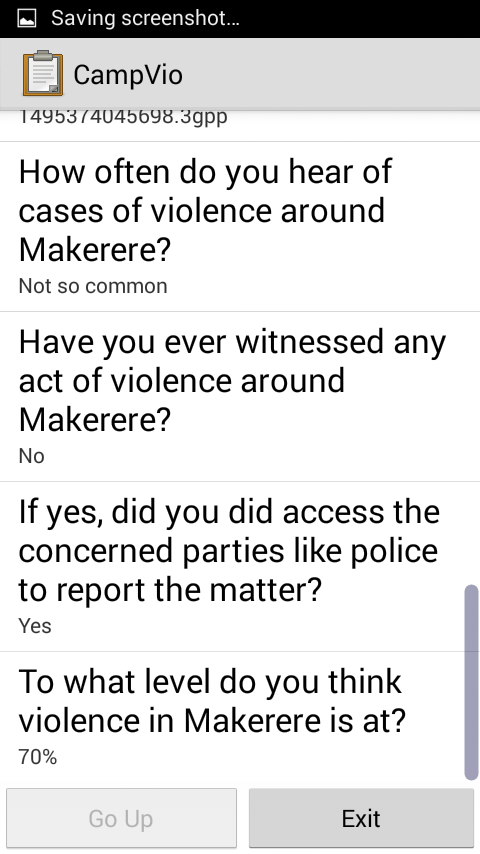 Saving screenshot...
CampVio
1495374045698.3gpp
How often do you hear of
cases of violence around
Makerere?
Not so common
Have you ever witnessed any
act of violence around
Makerere?
No
If yes, did you did access the
concerned parties like police
to report the matter?
Yes
To what level do you think
violence in Makerere is at?
70%
Go Up
Exit